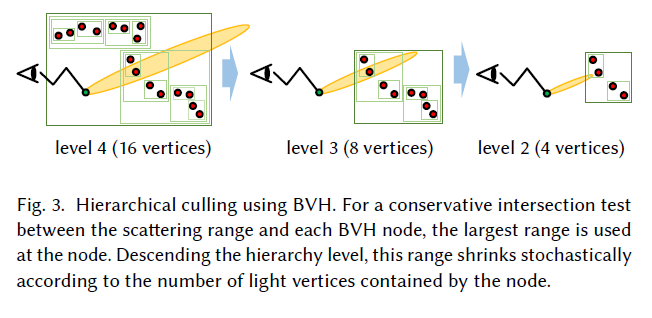 level 4 (16 vertices) level 3 (8 vertices) level 2 (4 vertices)
Fig. 3. Hierarchical culling using BVH. For a conservative intersection test
between the scattering range and each BVH node, the largest range is used
at the node. Descending the hierarchy level, this range shrinks stochastically
according to the number of light vertices contained by the node.